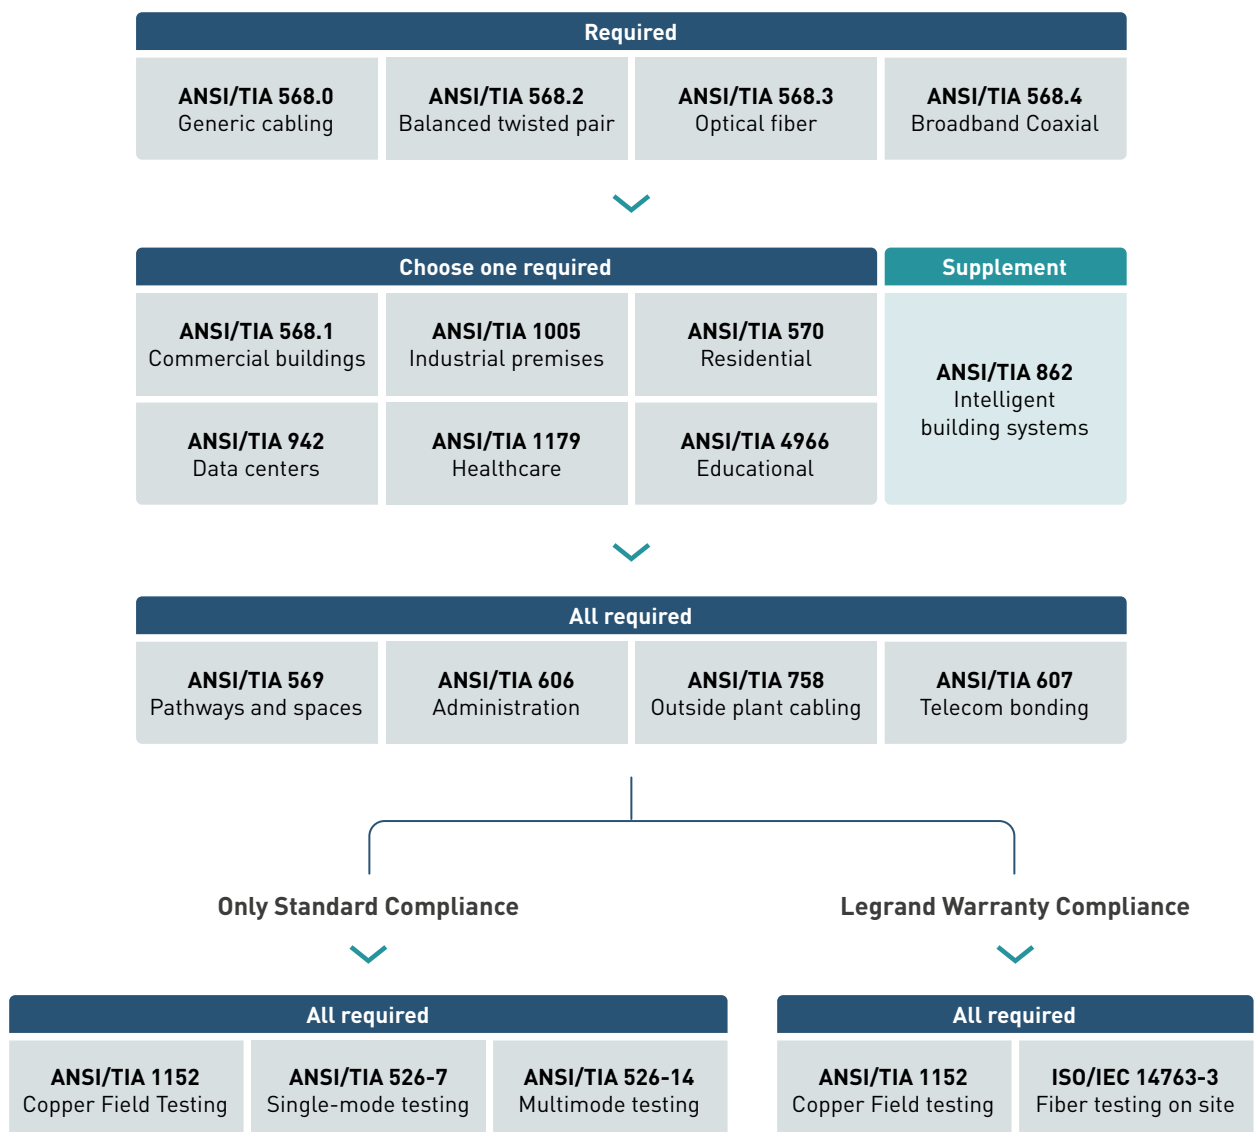 Required
ANSI/TIA 568.0
Generic cabling
ANSI/TIA 568.2
Balanced twisted pair
ANSI/TIA 568.3
Optical fiber
ANSI/TIA 568.4
Broadband Coaxial
Choose one required
ANSI/TIA 568.1
Commercial buildings
ANSI/TIA 1005
Industrial premises
ANSI/TIA 570
Residential
ANSI/TIA 942
Data centers
ANSI/TIA 1179
Healthcare
ANSI/TIA 4966
Educational
Supplement
ANSI/TIA 862
Intelligent
building systems
All required
ANSI/TIA 569
Pathways and spaces
ANSI/TIA 606
Administration
ANSI/TIA 758
Outside plant cabling
ANSI/TIA 607
Telecom bonding
Only Standard Compliance
All required
ANSI/TIA 1152
Copper Field Testing
ANSI/TIA 526-7
Single-mode testing
ANSI/TIA 526-14
Multimode testing
Legrand Warranty Compliance
All required
ANSI/TIA 1152
Copper Field testing
ISO/IEC 14763-3
Fiber testing on site